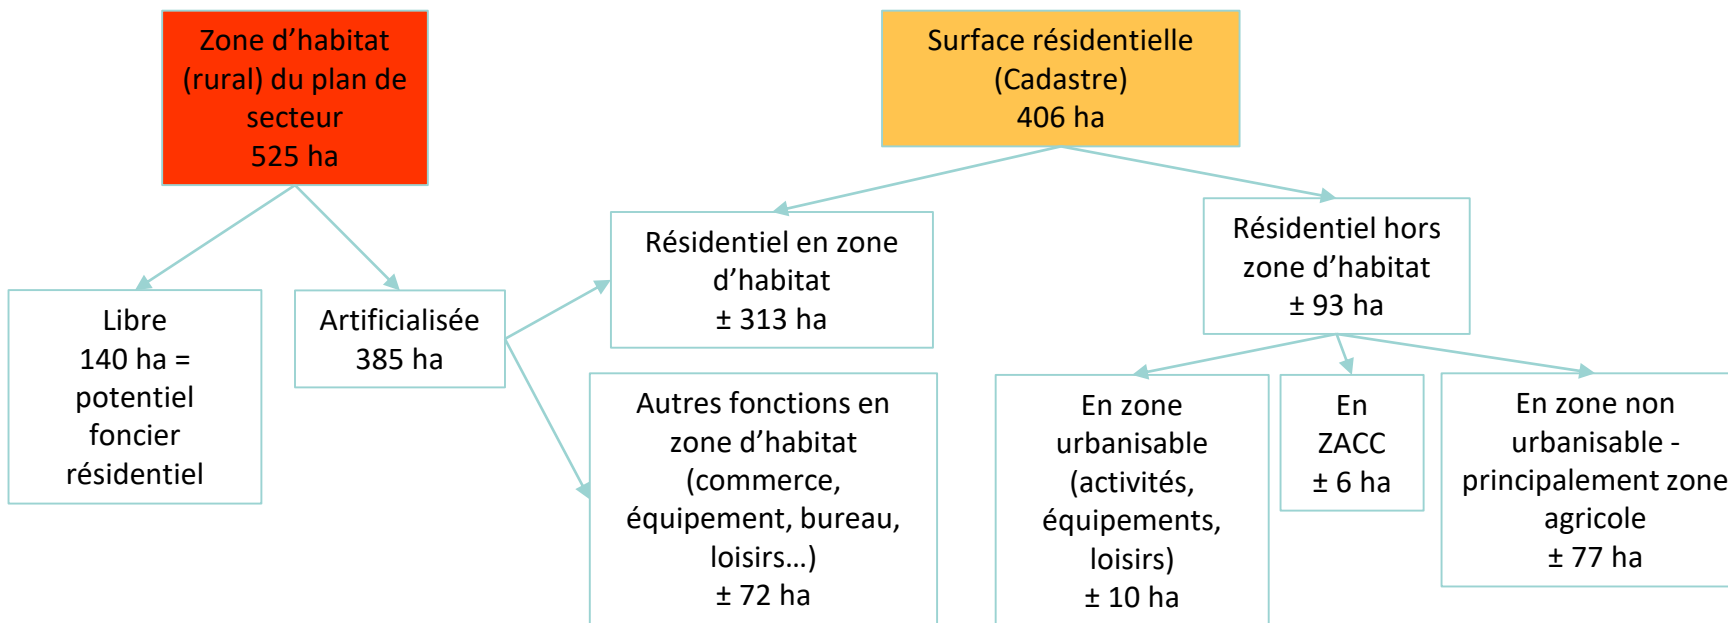 Zone d’habitat
(rural) du plan de
secteur
525 ha
Surface résidentielle
(Cadastre)
406 ha
Libre
140 ha =
potentiel
foncier
résidentiel
Artificialisée
385 ha
Résidentiel en zone
d’habitat
± 313 ha
Autres fonctions en
zone d’habitat
(commerce,
équipement, bureau,
loisirs…)
± 72 ha
Résidentiel hors
zone d’habitat
± 93 ha
En zone
urbanisable
(activités,
équipements,
loisirs)
± 10 ha
En
ZACC
± 6 ha
En zone non
urbanisable -
principalement zone
agricole
± 77 ha